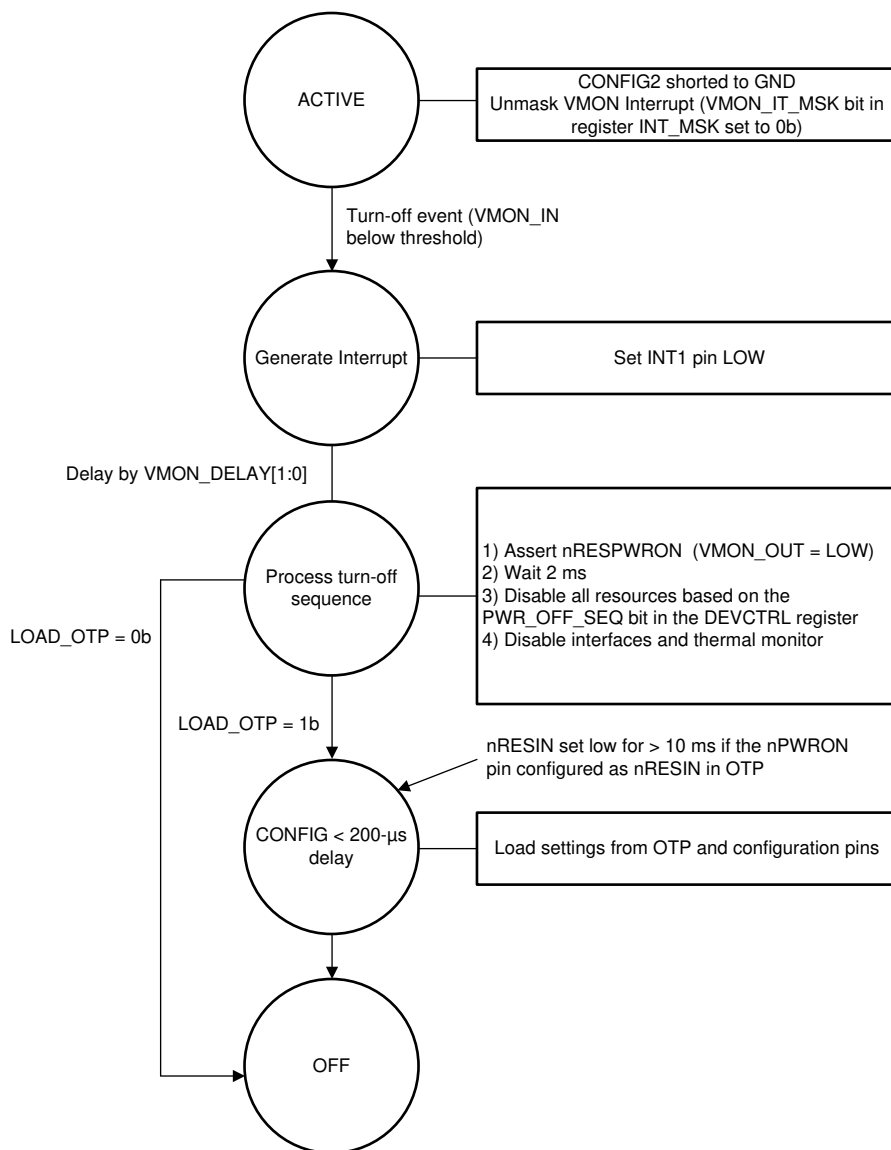 ACTIVE
CONFIG2 shorted to GND
Unmask VMON Interrupt (VMON_IT_MSK bit in
register INT_MSK set to 0b)
Turn-off event (VMON_IN
below threshold)
Generate Interrupt
Set INT1 pin LOW
Delay by VMON_DELAY[1:0]
Process turn-off
sequence
1) Assert nRESPWRON  (VMON_OUT = LOW)
2) Wait 2 ms
3) Disable all resources based on the
PWR_OFF_SEQ bit in the DEVCTRL register
4) Disable interfaces and thermal monitor
LOAD_OTP = 0b
LOAD_OTP = 1b
nRESIN set low for > 10 ms if the nPWRON
pin configured as nRESIN in OTP
CONFIG < 200-μs
delay
Load settings from OTP and configuration pins
OFF